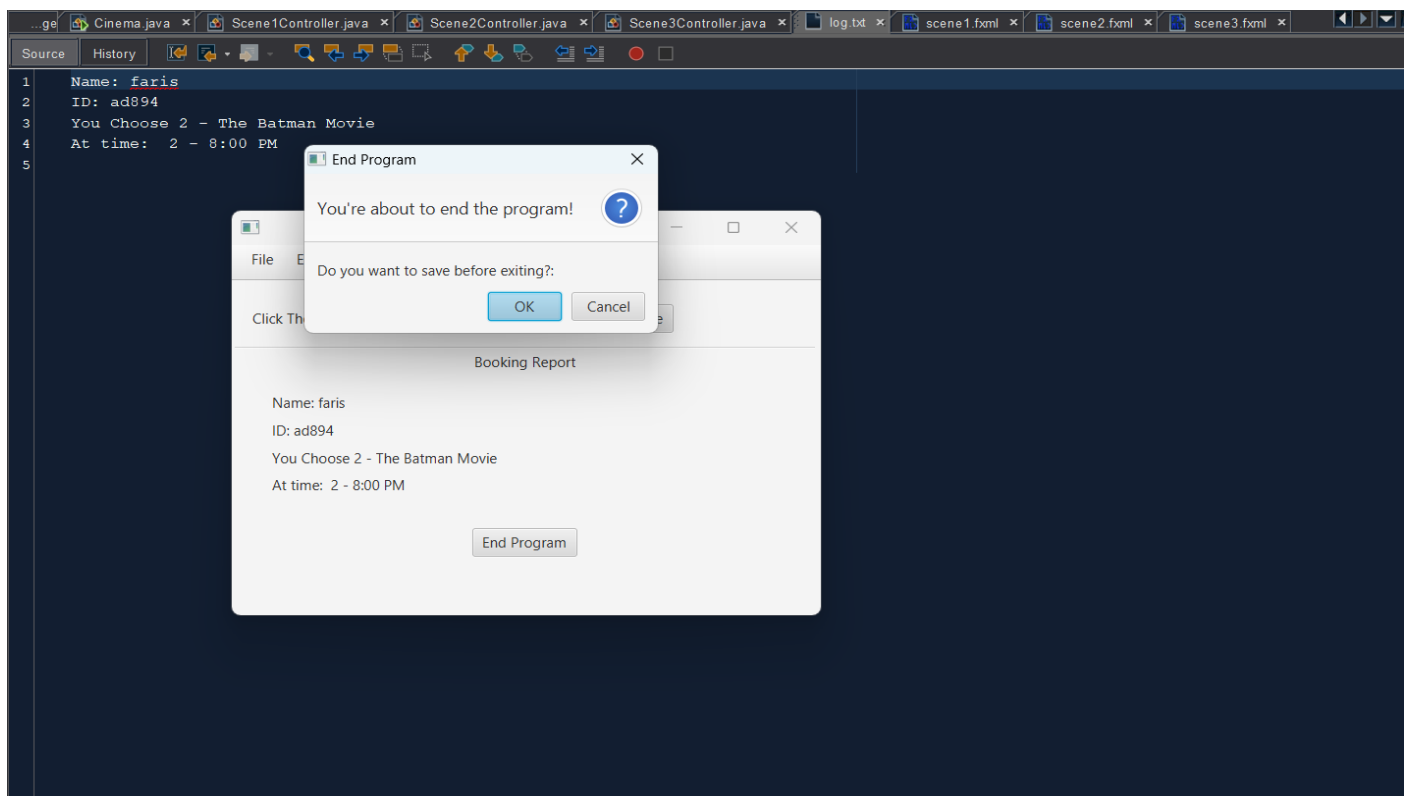 ...ge Cinema.java Scene1Controller.java Scene2Controller.java Scene3Controller.java log.txt scene1.fxml scene2.fxml scene3.fxml
Source History
1 Name: faris
2 ID: ad894
3 You Choose 2 - The Batman Movie
4 At time:  2 - 8:00 PM
5
End Program
You're about to end the program!
Do you want to save before exiting?:
OK Cancel
File E
Click Th e
Booking Report
Name: faris
ID: ad894
You Choose 2 - The Batman Movie
At time:  2 - 8:00 PM
End Program